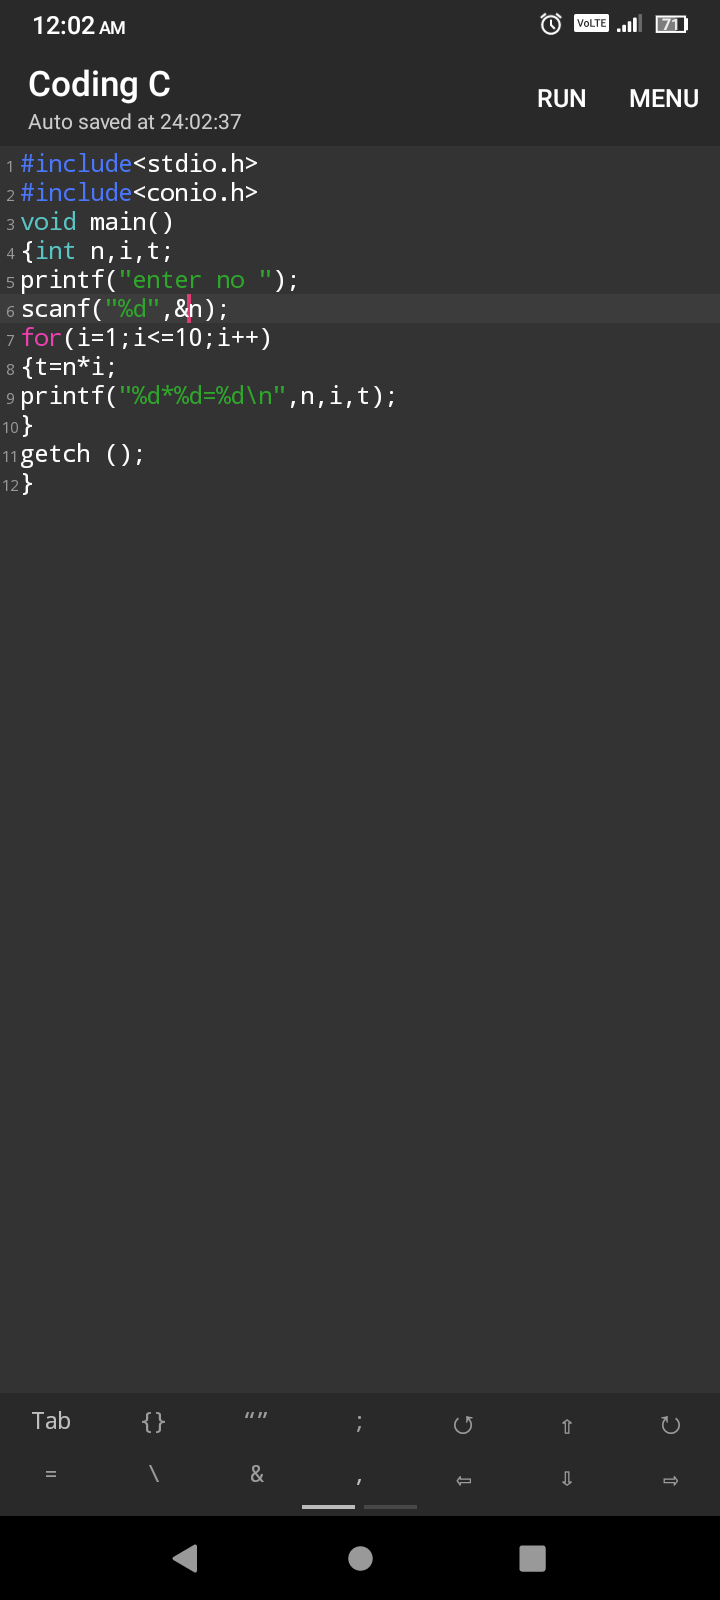 12:02 AM
VoLTE
71
Coding C
RUN MENU
Auto saved at 24:02:37
1 #include<stdio.h>
2 #include<conio.h>
3 void main()
4 {int n,i,t;
5 printf("enter no ");
6 scanf("%d",&n);
7 for(i=1;i<=10;i++)
8 {t=n*i;
9 printf("%d*%d=%d\n",n,i,t);
10 }
11 getch ();
12 }
Tab {} “” ; ⭯ ⇧ ⭮
= \ & , ⇦ ⇩ ⇨